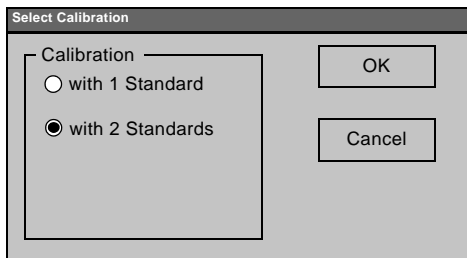 Select Calibration
Calibration
with 1 Standard
with 2 Standards
OK
Cancel